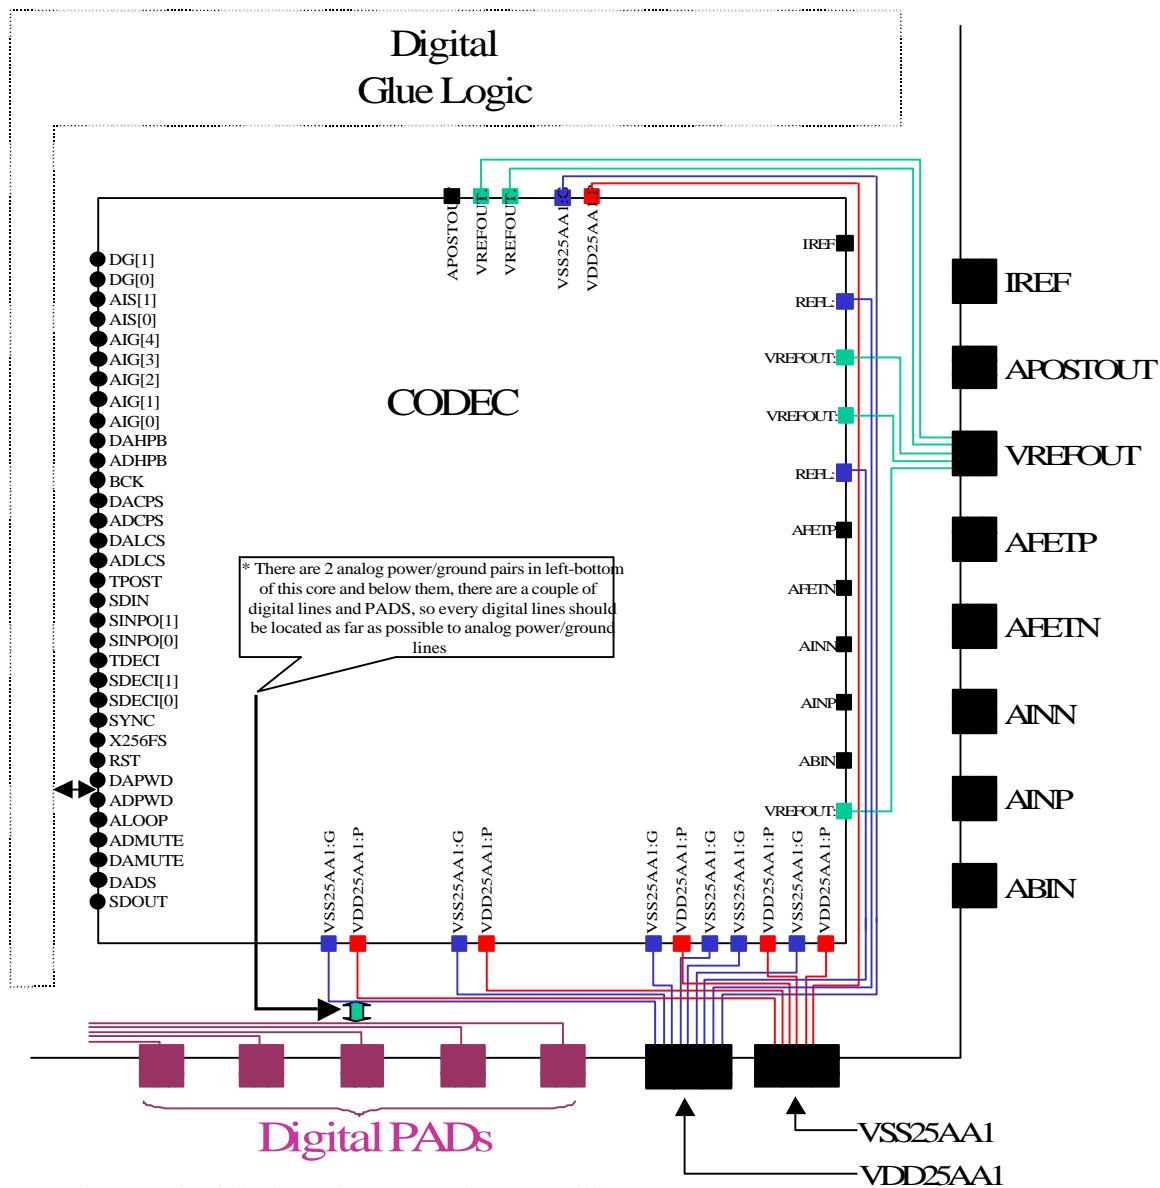 Digital
Glue Logic
APOSTOU
VREFOUT:
VREFOUT:
VSS25AA1:G
VDD25AA1:P
DG[1]
DG[0]
AIS[1]
AIS[0]
AIG[4]
AIG[3]
AIG[2]
AIG[1]
AIG[0]
DAHPB
ADHPB
BCK
DACPS
ADCPS
DALCS
ADLCS
TPOST
SDIN
SINPO[1]
SINPO[0]
TDECI
SDECI[1]
SDECI[0]
SYNC
X256FS
RST
DAPWD
ADPWD
ALOOP
ADMUTE
DAMUTE
DADS
SDOUT
CODEC
* There are 2 analog power/ground pairs in left-bottom
of this core and below them, there are a couple of
digital lines and PADS, so every digital lines should
be located as far as possible to analog power/ground
lines
IREF
REFL:
VREFOUT:
VREFOUT:
REFL:
AFETP
AFETN
AINN
AINP
ABIN
VREFOUT:
VSS25AA1:G
VDD25AA1:P
VSS25AA1:G
VDD25AA1:P
VSS25AA1:G
VDD25AA1:P
VSS25AA1:G
VSS25AA1:G
VDD25AA1:P
VSS25AA1:G
VDD25AA1:P
IREF
APOSTOUT
VREFOUT
AFETP
AFETN
AINN
AINP
ABIN
Digital PADs
VSS25AA1
VDD25AA1